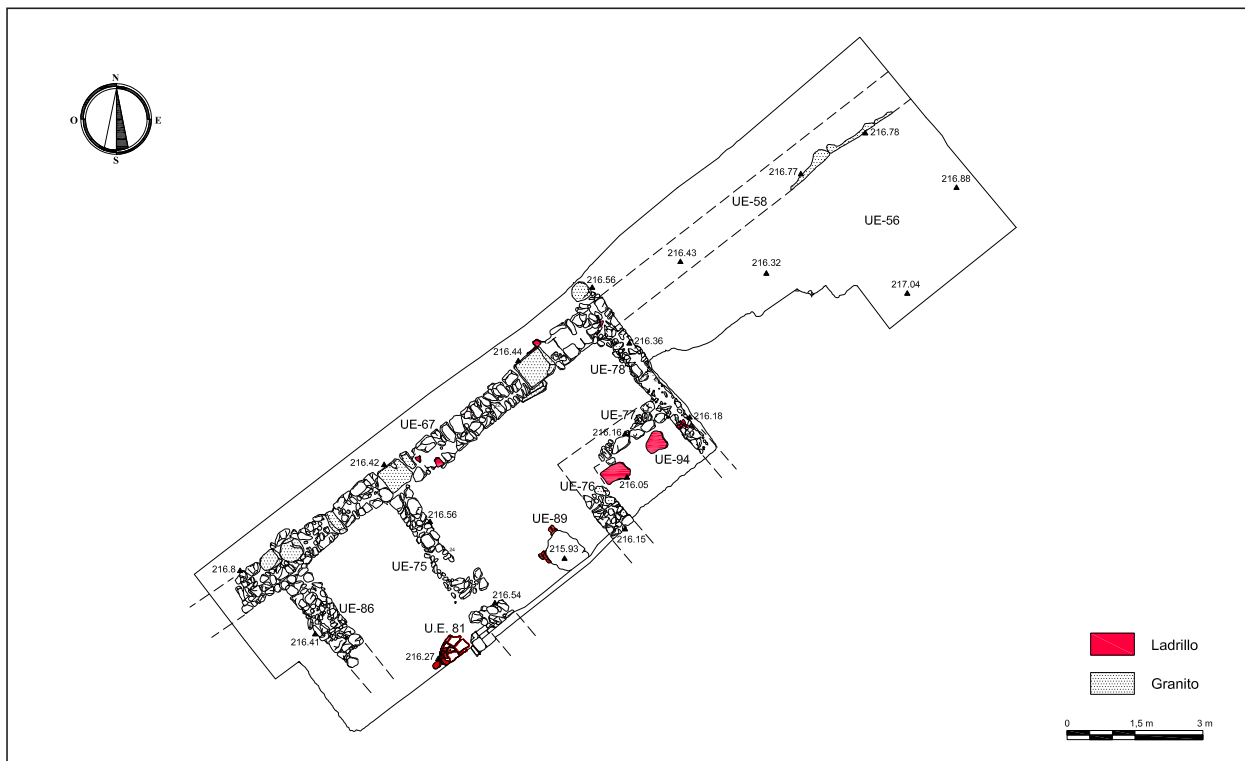 N
O
E
S
216.78
216.77
216.88
UE-58
UE-56
216.43
216.32
217.04
216.56
216.36
216.44
UE-78
UE-77
216.18
UE-67
216.16
UE-94
216.42
216.05
UE-76
216.56
UE-89
216.15
24
215.93
UE-75
216.8
216.54
UE-86
U.E. 81
216.41
216.27
Ladrillo
Granito
0
1,5 m
3 m